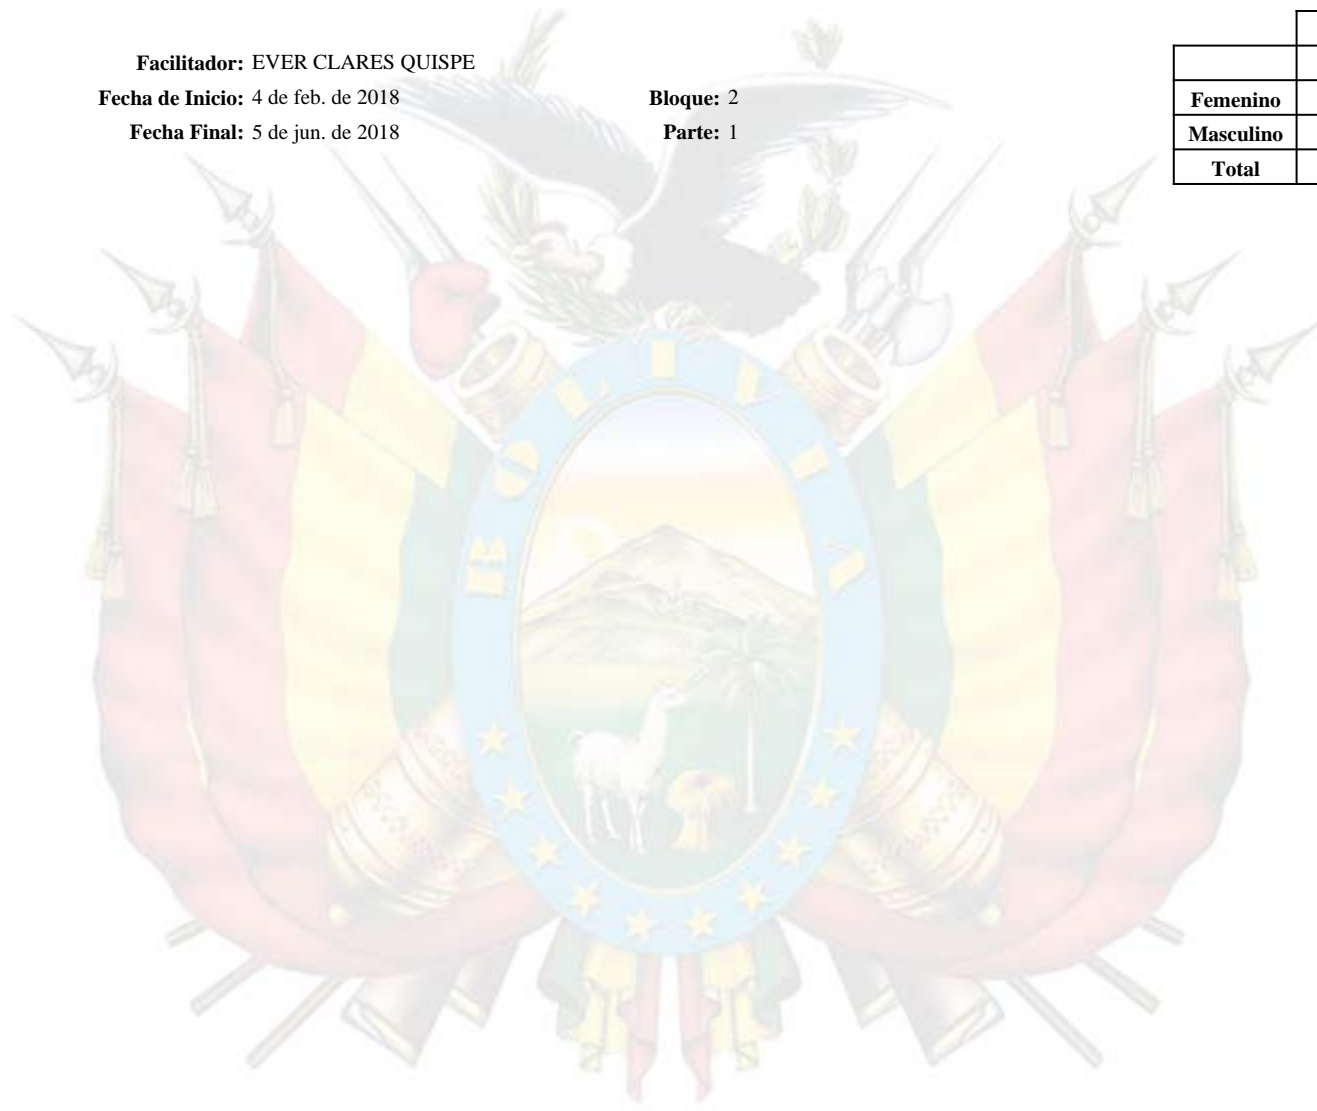 Facilitador: EVER CLARES QUISPE
Fecha de Inicio: 4 de feb. de 2018
Bloque: 2
Fecha Final: 5 de jun. de 2018
Parte: 1
Femenino
Masculino
Total
BOLIVIA